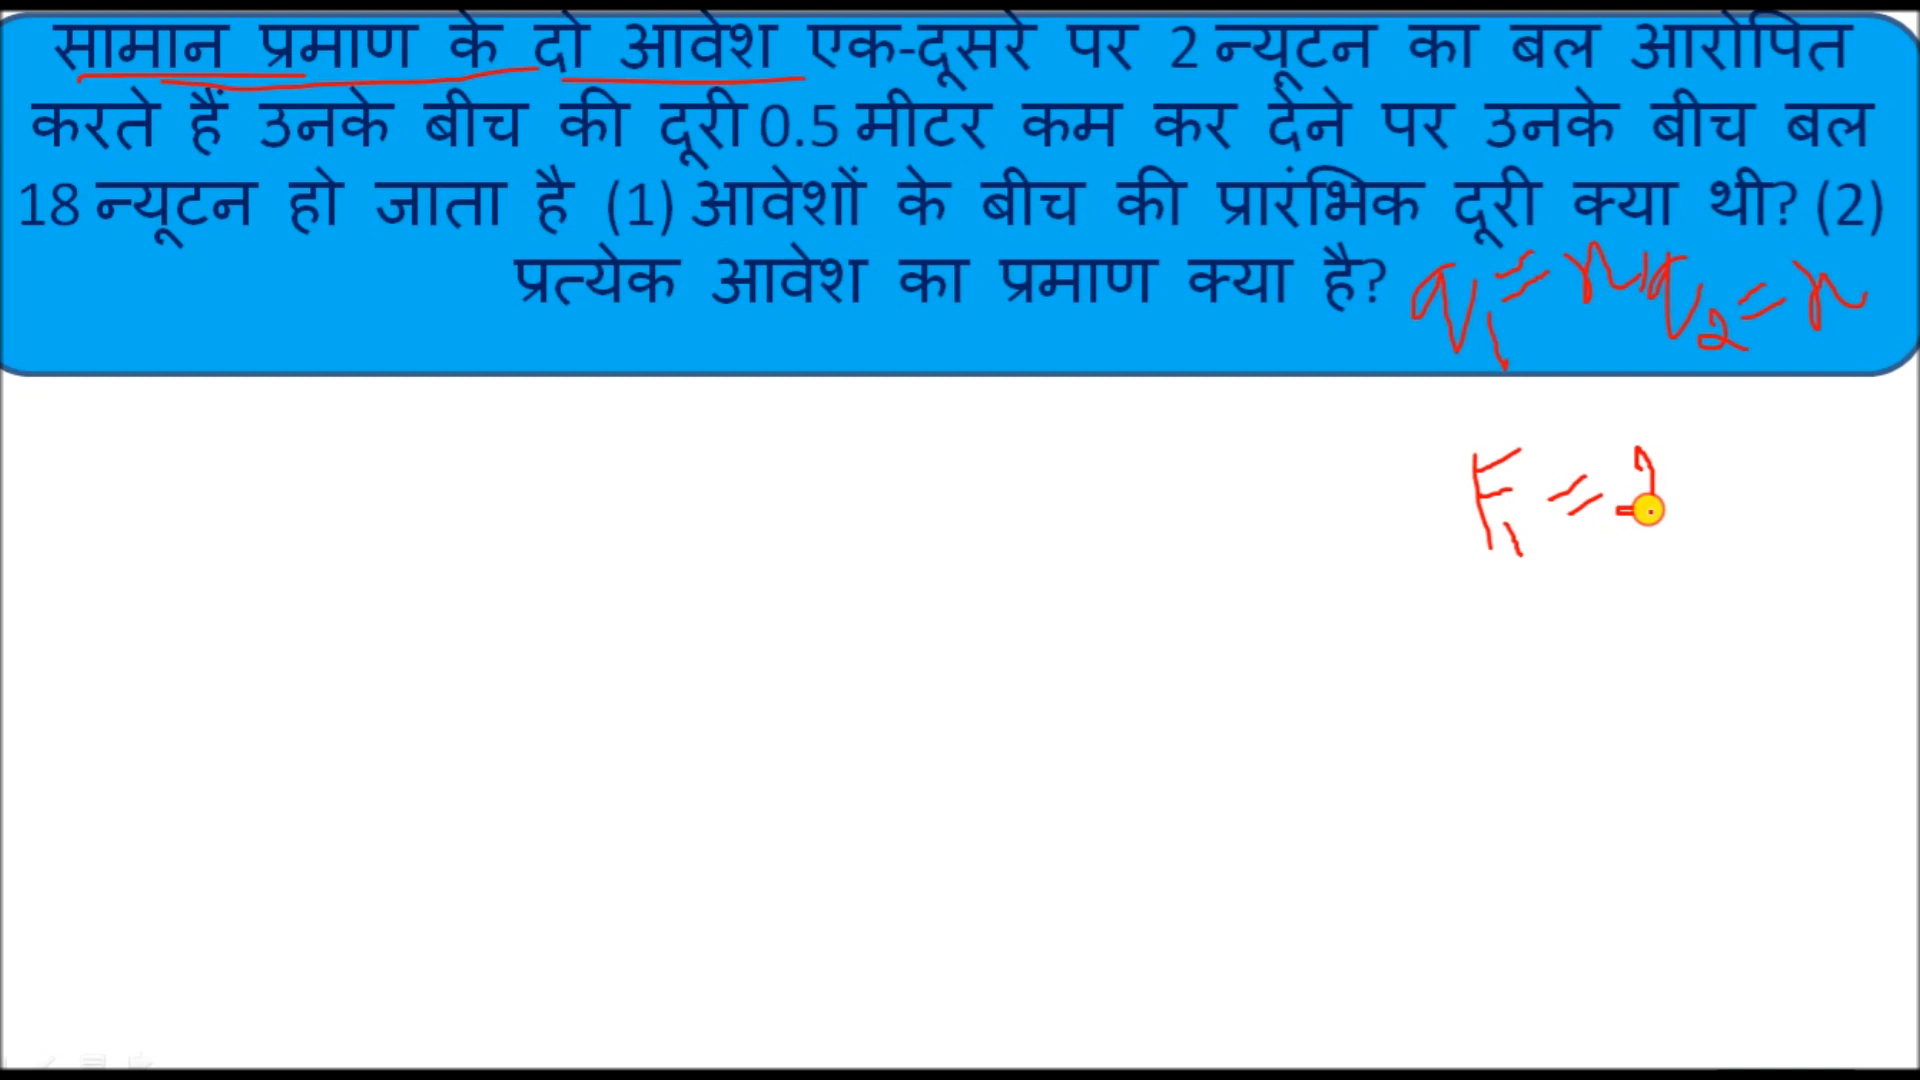 सामान प्रमाण के दो आवेश एक-दूसरे पर 2 न्यूटन का बल आरोपित
करते हैं उनके बीच की दूरी 0.5 मीटर कम कर देने पर उनके बीच बल
18 न्यूटन हो जाता है (1) आवेशों के बीच की प्रारंभिक दूरी क्या थी? (2)
प्रत्येक आवेश का प्रमाण क्या है? q₁ = x, q₂ = x
F₁ = 2